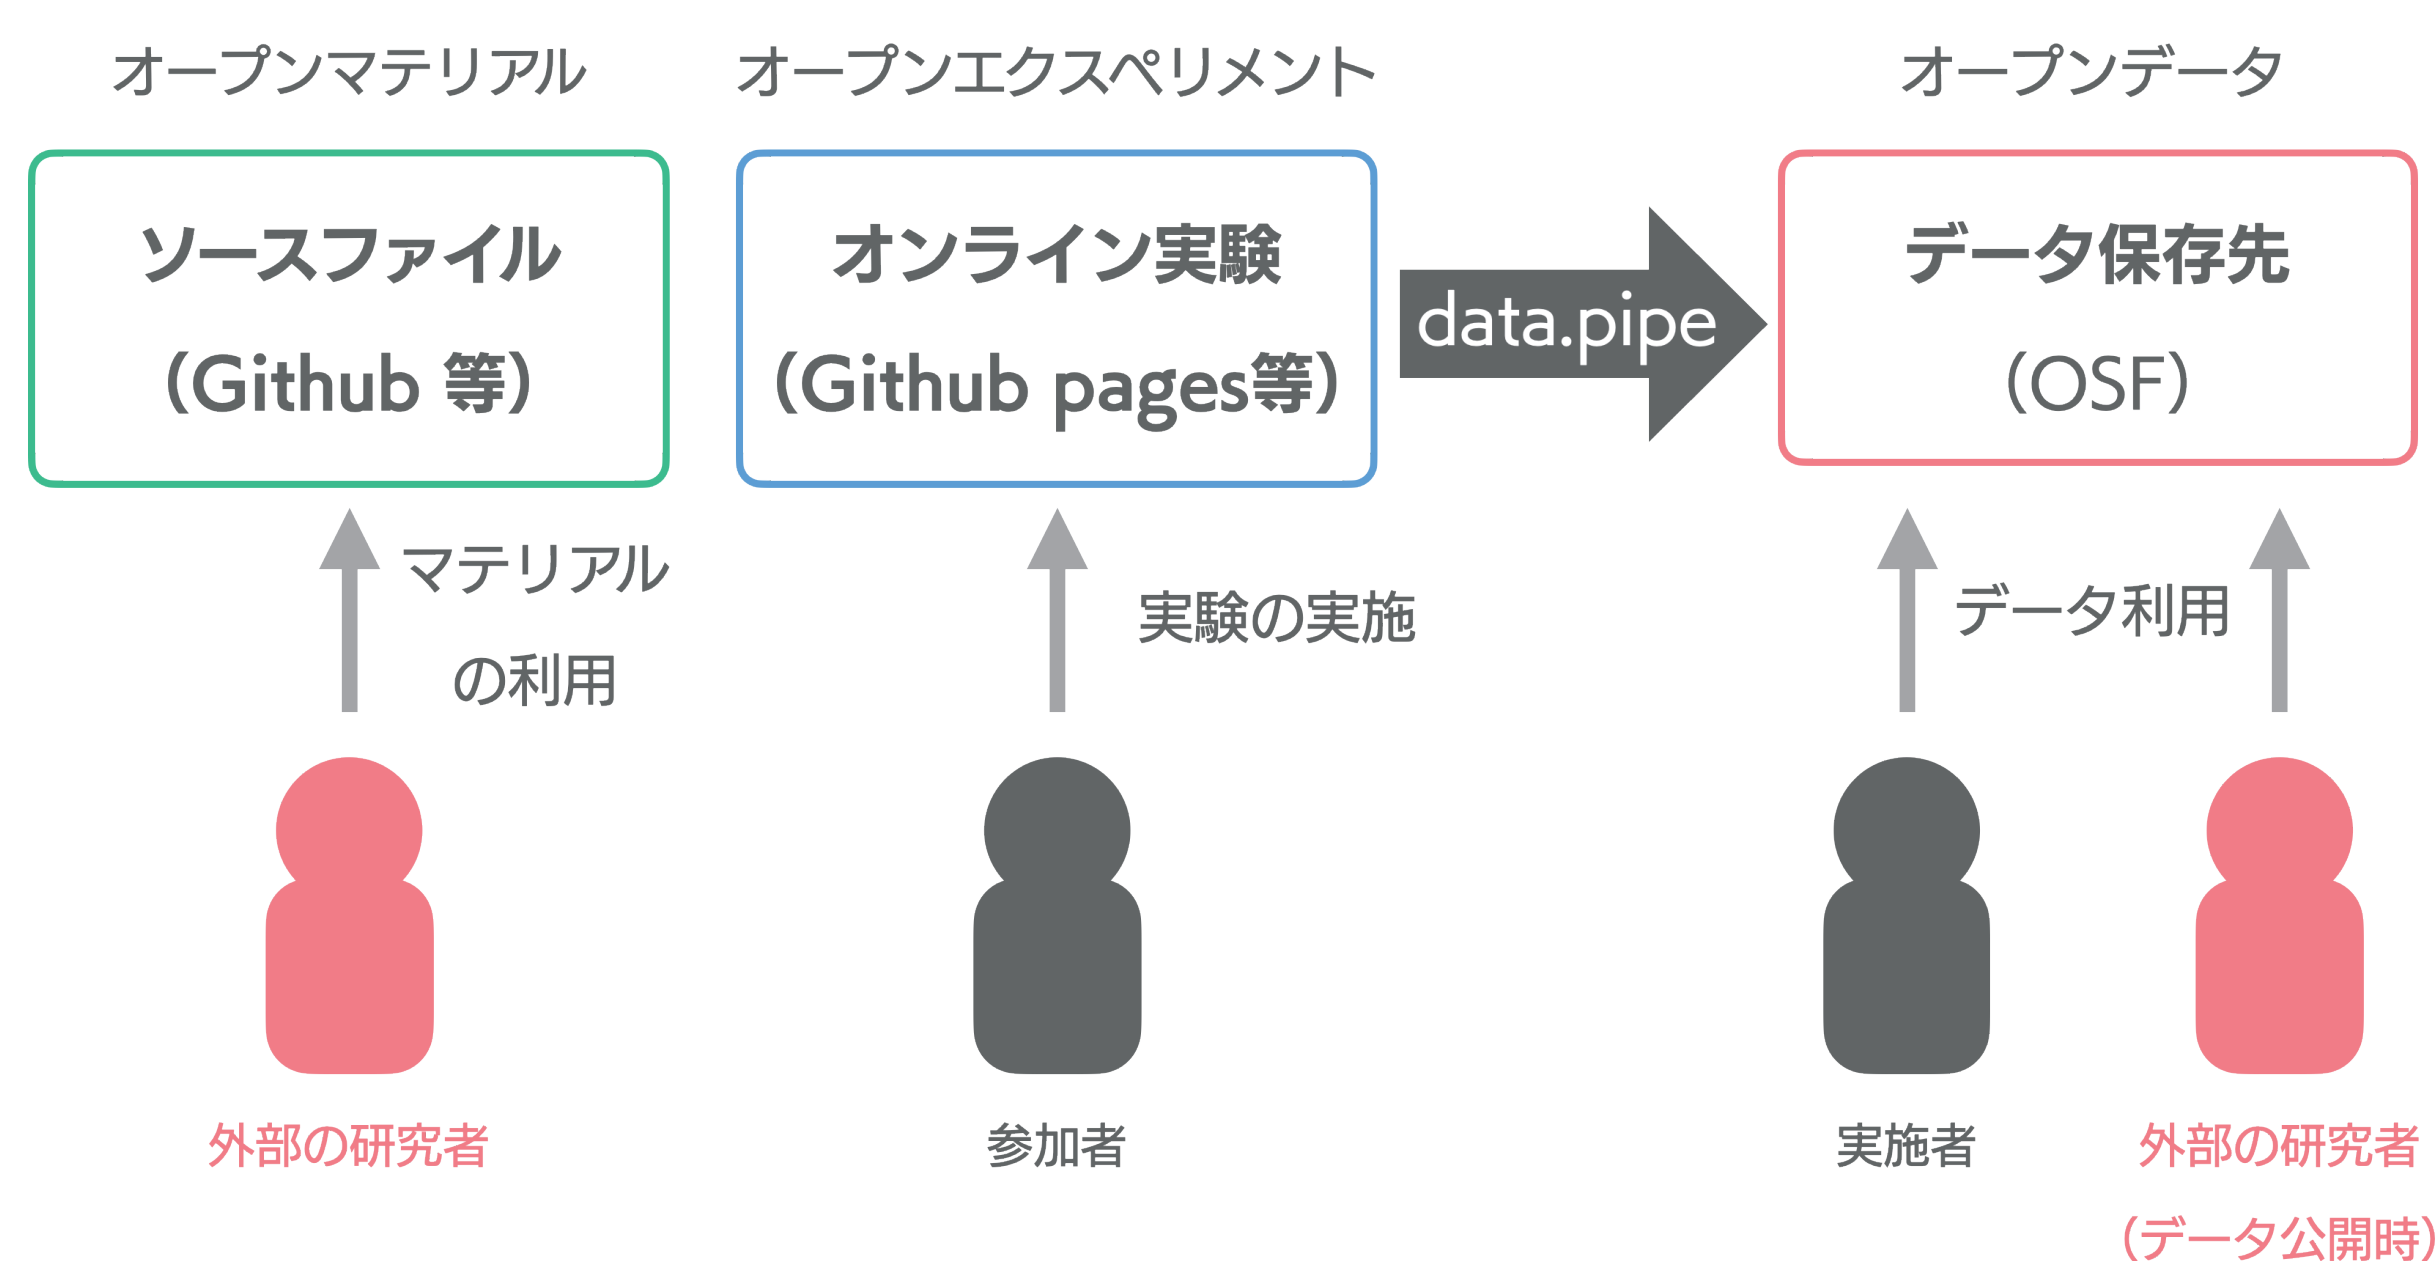 オープンマテリアル
オープンエクスペリメント
オープンデータ
ソースファイル
（Github 等）
オンライン実験
（Github pages等）
data.pipe
データ保存先
（OSF）
マテリアル
の利用
実験の実施
データ利用
外部の研究者
参加者
実施者
外部の研究者
（データ公開時）